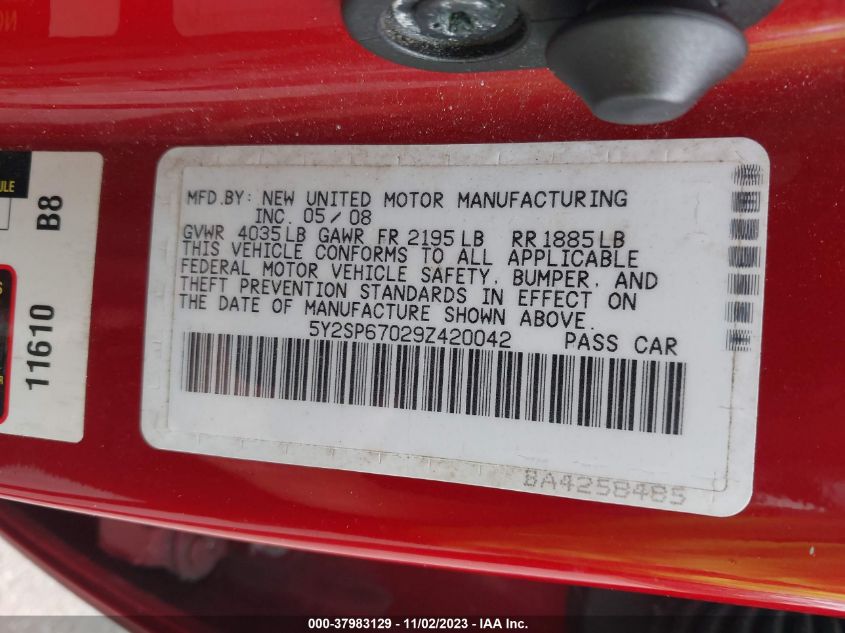 MFD.BY: NEW UNITED MOTOR MANUFACTURING
INC. 05/08
GVWR 4035LB GAWR FR 2195LB RR 1885LB
THIS VEHICLE CONFORMS TO ALL APPLICABLE
FEDERAL MOTOR VEHICLE SAFETY, BUMPER, AND
THEFT PREVENTION STANDARDS IN EFFECT ON
THE DATE OF MANUFACTURE SHOWN ABOVE.
5Y2SP67029Z420042 PASS CAR
BA4258485
B8
11610
000-37983129 - 11/02/2023 - IAA Inc.